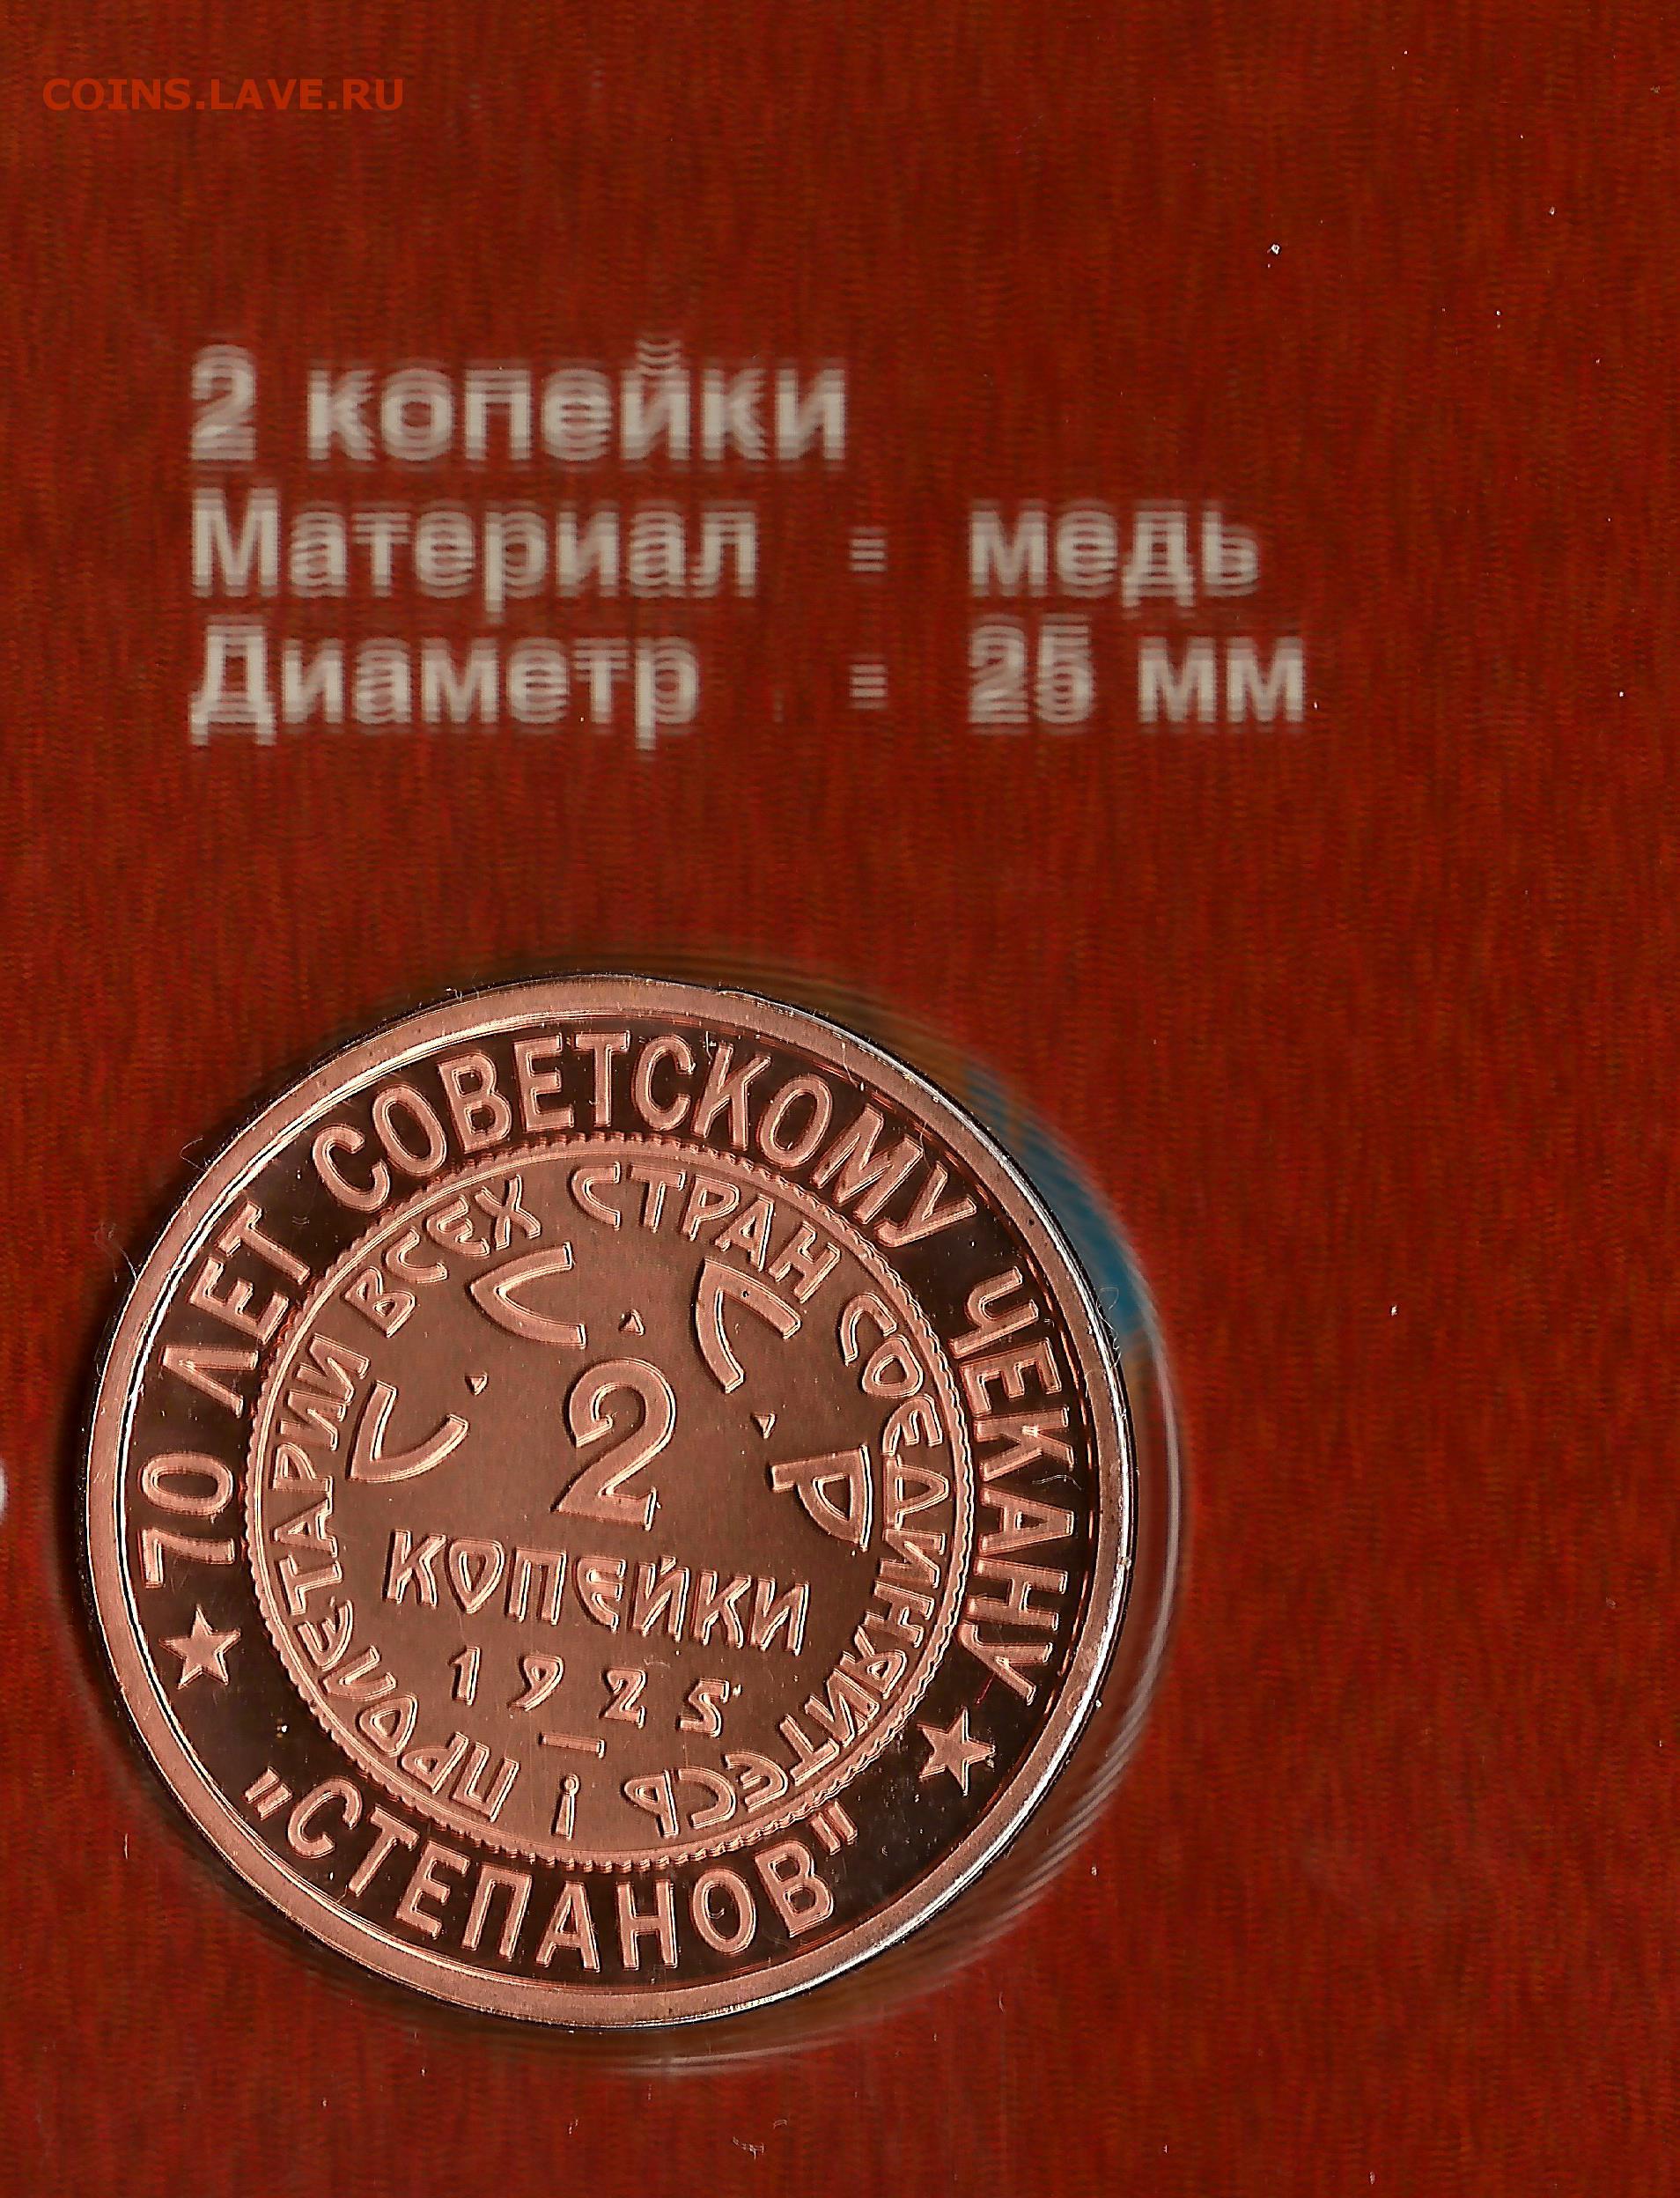 COINS.LAVE.RU
2 копейки
Материал = медь
Диаметр = 25 мм
70 ЛЕТ СОВЕТСКОМУ ЧЕКАНУ
ПРОЛЕТАРИИ ВСЕХ СТРАН СОЕДИНЯЙТЕСЬ!
С.С.С.Р
2
КОПЕЙКИ
1925
"СТЕПАНОВ"